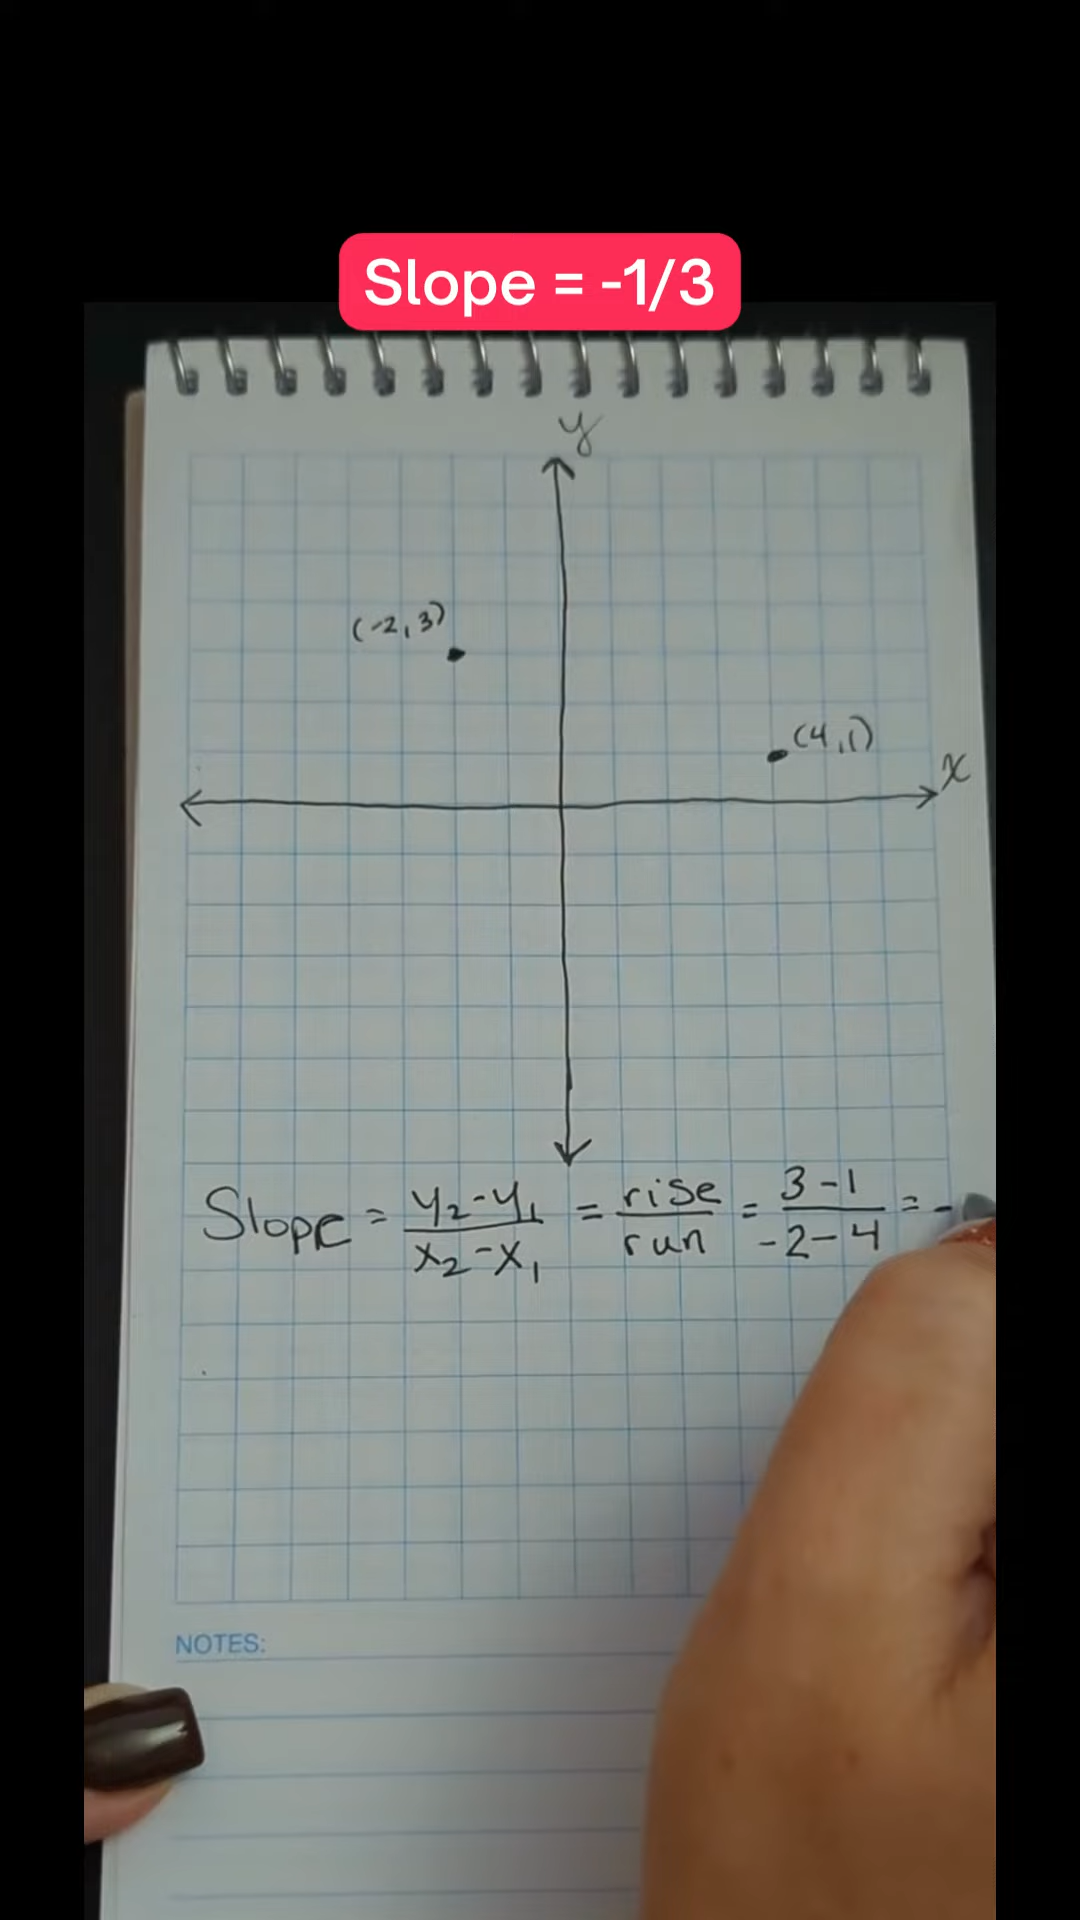 Slope = -1/3
y
(-2, 3)
(4, 1)
x
Slope = y₂-y₁/x₂-x₁ = rise/run = 3-1/-2-4 = -
NOTES: